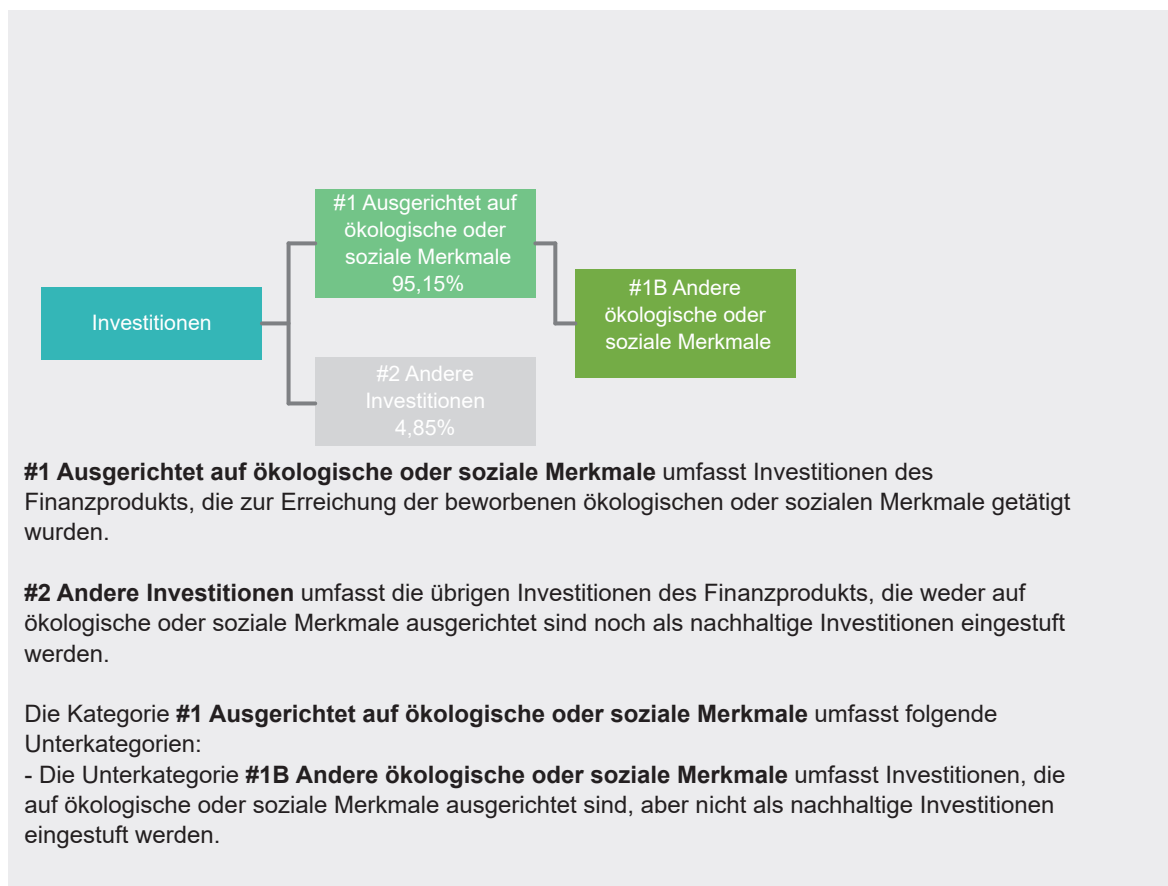 #1 Ausgerichtet auf
ökologische oder
soziale Merkmale
95,15%
Investitionen
#1B Andere
ökologische oder
soziale Merkmale
#2 Andere
Investitionen
4,85%
#1 Ausgerichtet auf ökologische oder soziale Merkmale umfasst Investitionen des
Finanzprodukts, die zur Erreichung der beworbenen ökologischen oder sozialen Merkmale getätigt
wurden.
#2 Andere Investitionen umfasst die übrigen Investitionen des Finanzprodukts, die weder auf
ökologische oder soziale Merkmale ausgerichtet sind noch als nachhaltige Investitionen eingestuft
werden.
Die Kategorie #1 Ausgerichtet auf ökologische oder soziale Merkmale umfasst folgende
Unterkategorien:
- Die Unterkategorie #1B Andere ökologische oder soziale Merkmale umfasst Investitionen, die
auf ökologische oder soziale Merkmale ausgerichtet sind, aber nicht als nachhaltige Investitionen
eingestuft werden.